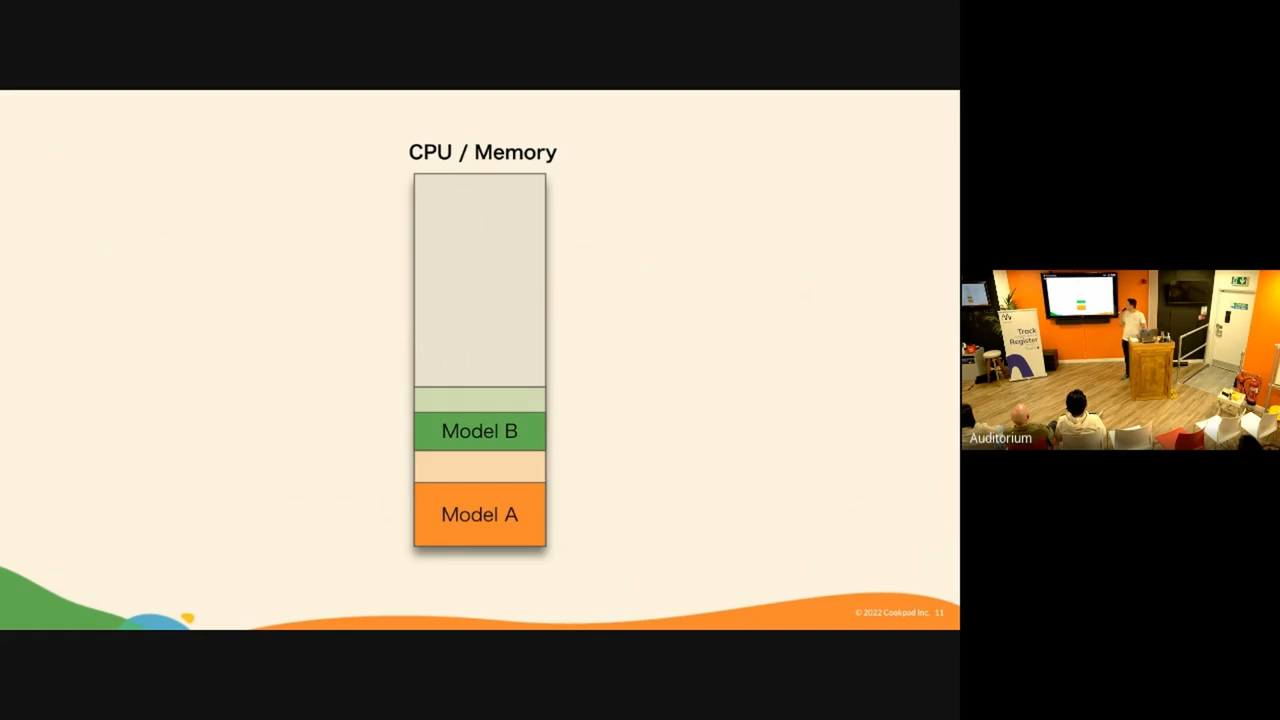 CPU / Memory
Model B
Model A
© 2022 Cookpad Inc. 11
Track
Register
Auditorium